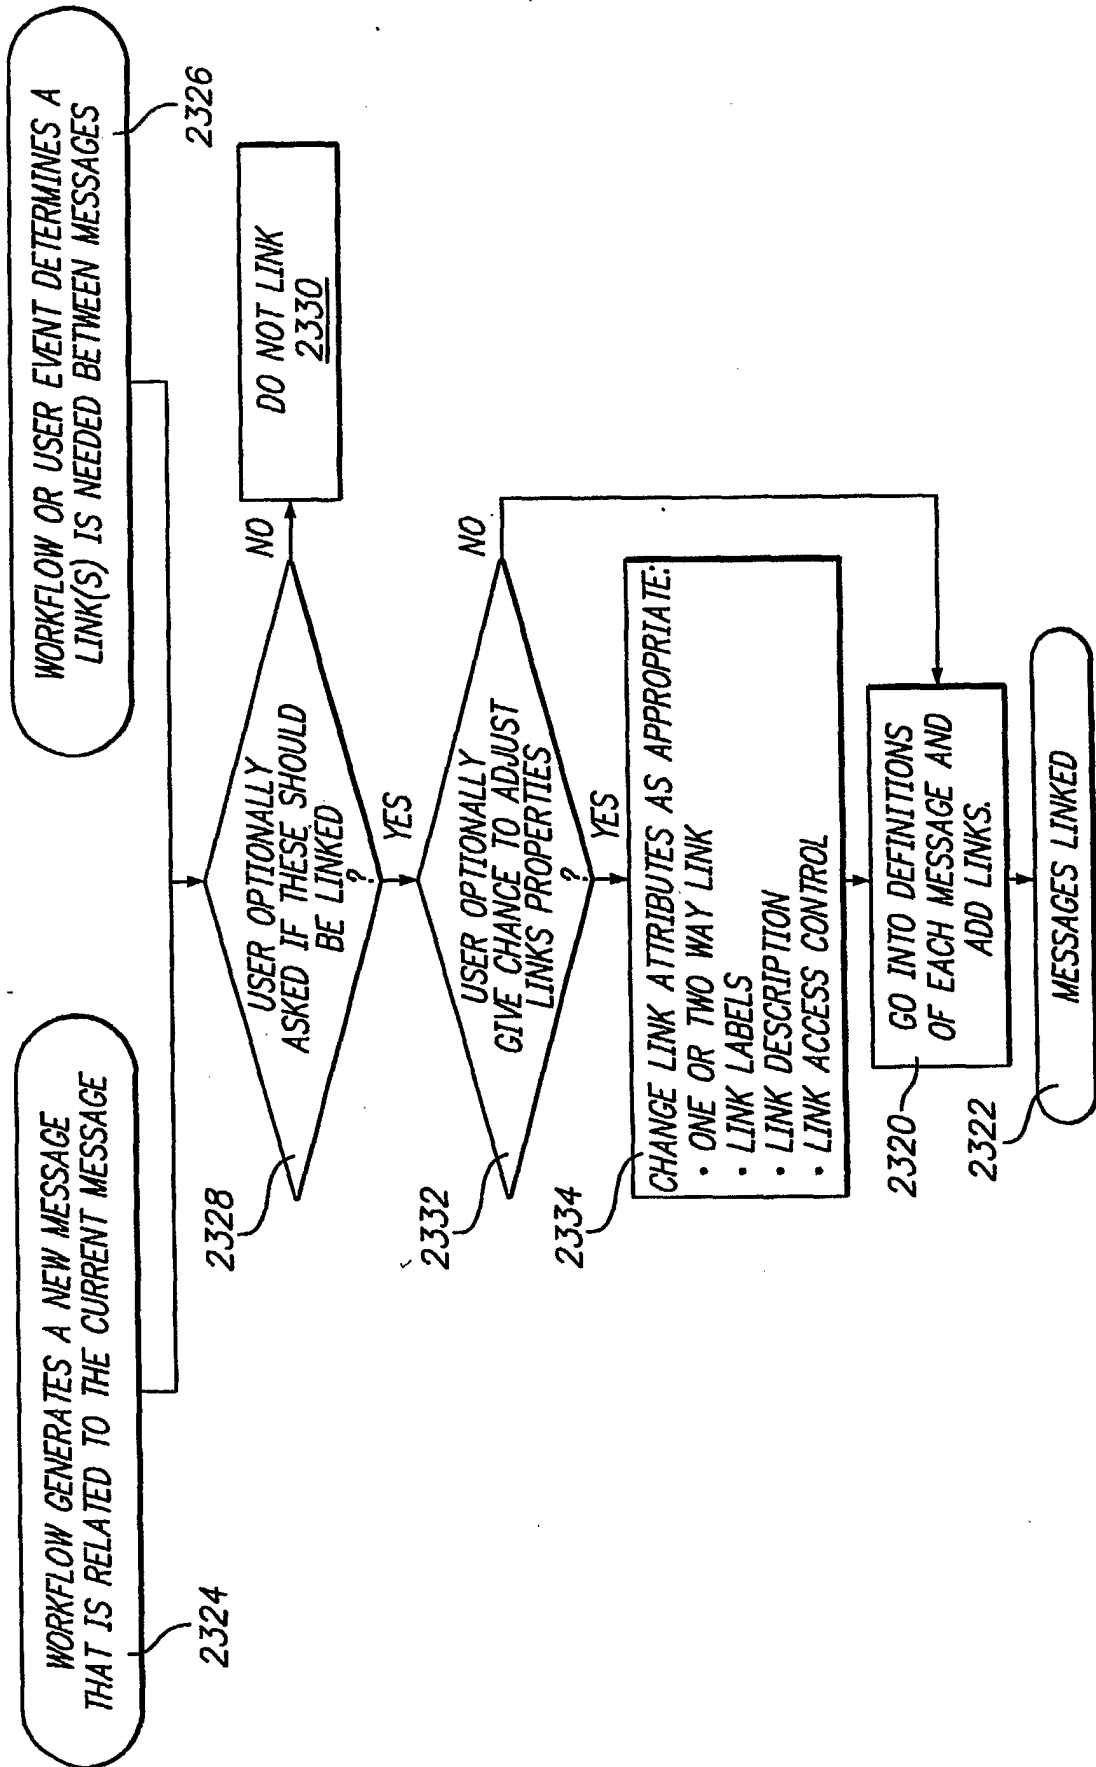 WORKFLOW GENERATES A NEW MESSAGE
THAT IS RELATED TO THE CURRENT MESSAGE
2324
WORKFLOW OR USER EVENT DETERMINES A
LINK(S) IS NEEDED BETWEEN MESSAGES
2326
2328
USER OPTIONALLY
ASKED IF THESE SHOULD
BE LINKED
?
NO
DO NOT LINK
2330
YES
2332
USER OPTIONALLY
GIVE CHANCE TO ADJUST
LINKS PROPERTIES
?
NO
YES
2334
CHANGE LINK ATTRIBUTES AS APPROPRIATE:
• ONE OR TWO WAY LINK
• LINK LABELS
• LINK DESCRIPTION
• LINK ACCESS CONTROL
2320
GO INTO DEFINITIONS
OF EACH MESSAGE AND
ADD LINKS.
2322
MESSAGES LINKED